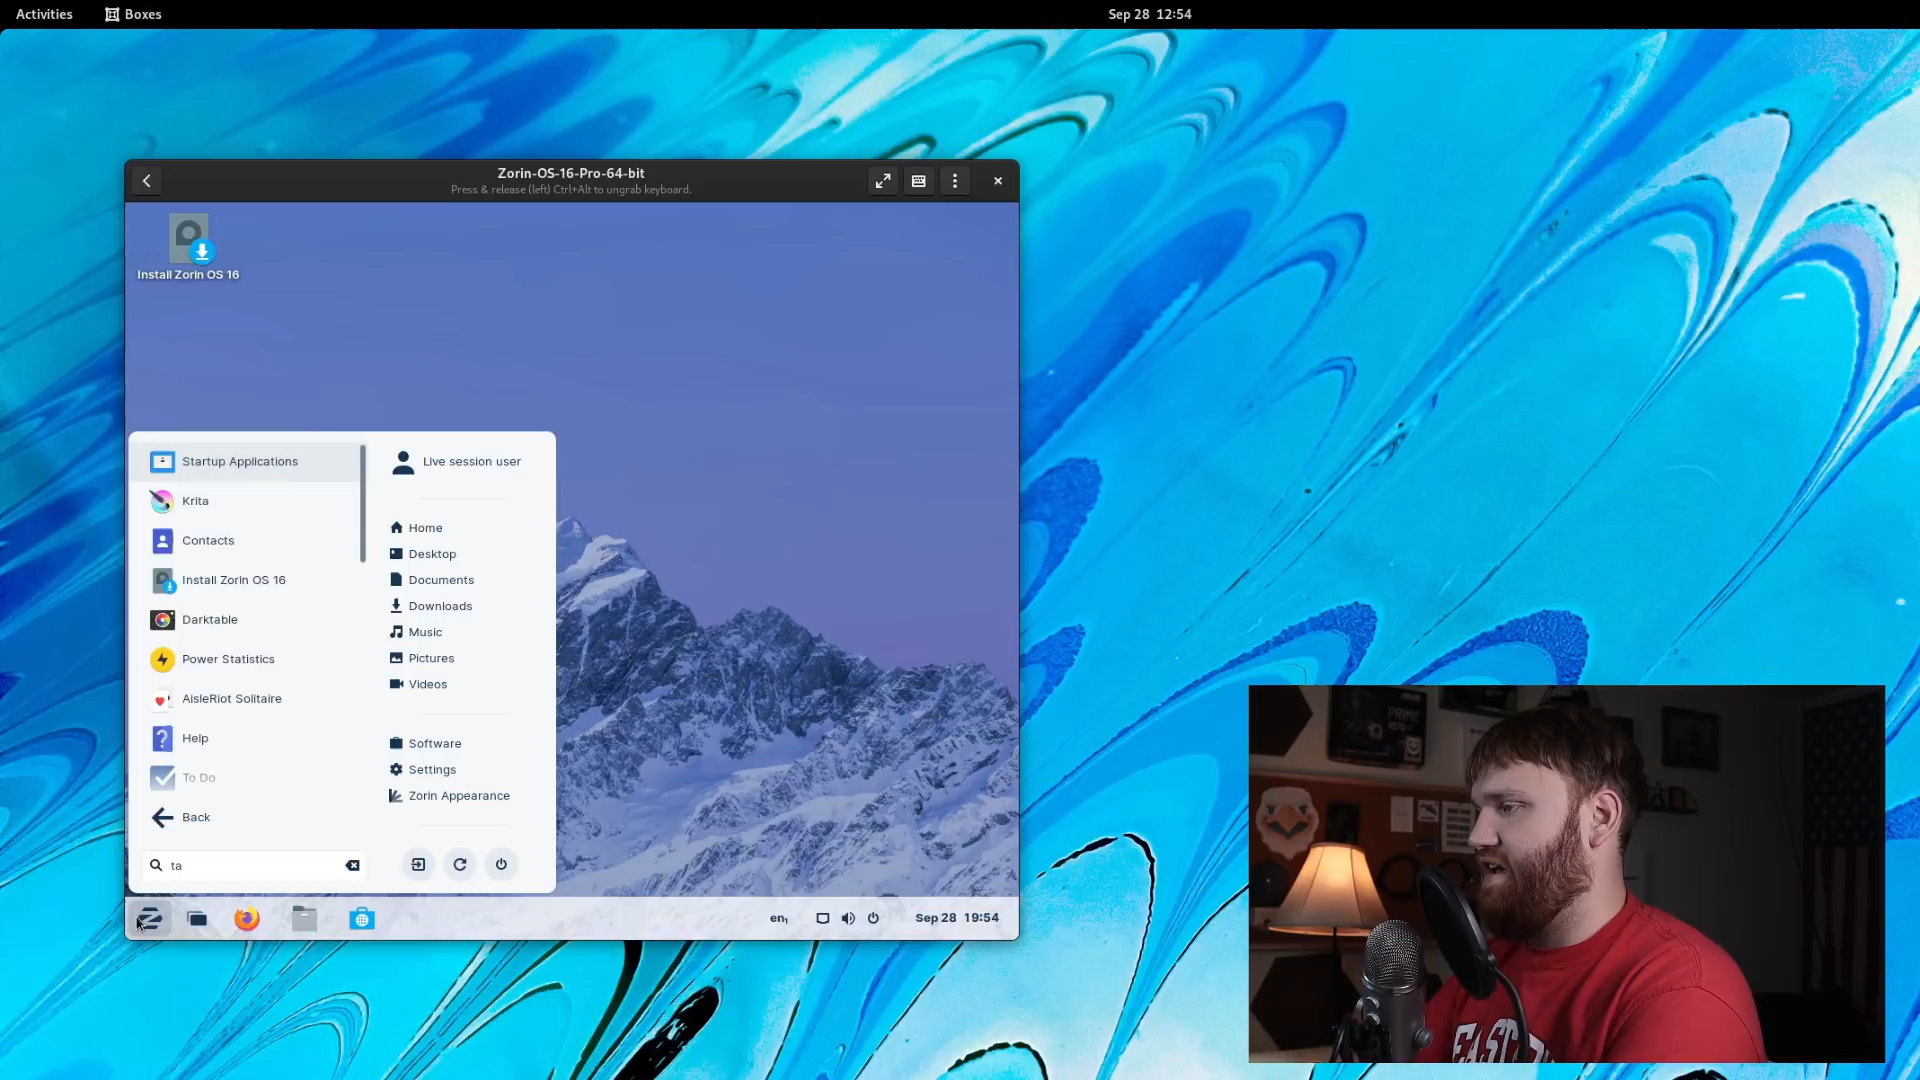 Activities
Boxes
Sep 28 12:54
Zorin-OS-16-Pro-64-bit
Press & release (left) Ctrl+Alt to ungrab keyboard.
Install Zorin OS 16
Startup Applications
Krita
Contacts
Install Zorin OS 16
Darktable
Power Statistics
AisleRiot Solitaire
Help
To Do
Back
ta
Live session user
Home
Desktop
Documents
Downloads
Music
Pictures
Videos
Software
Settings
Zorin Appearance
en₁
Sep 28 19:54
PRIME